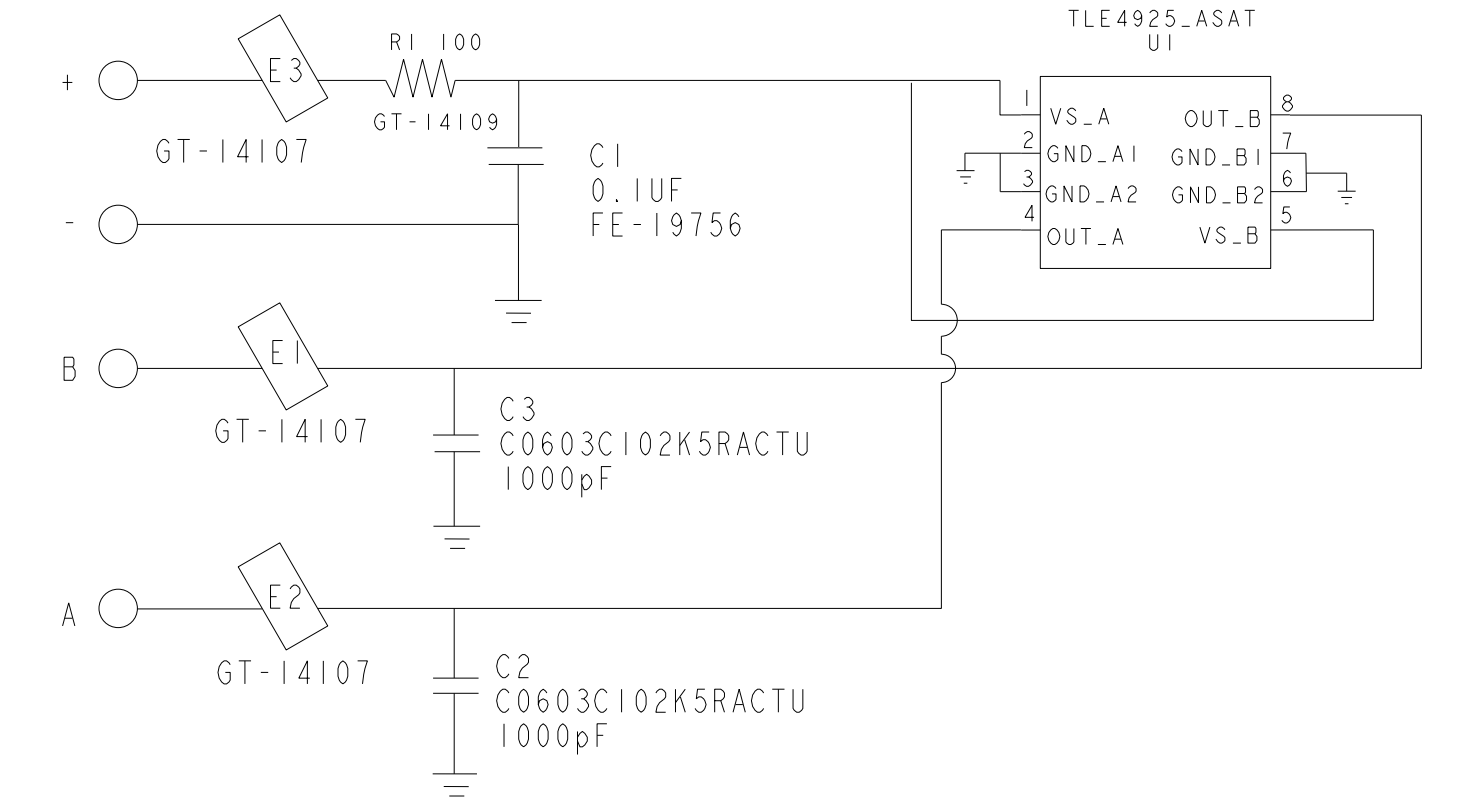 TLE4925_ASAT
U1
R1 100
+
E3
GT-14107
GT-14109
1
VS_A
OUT_B
8
2
GND_A1
GND_B1
7
3
GND_A2
GND_B2
6
4
OUT_A
VS_B
5
C1
0.1UF
FE-19756
-
B
E1
GT-14107
C3
C0603C102K5RACTU
1000pF
A
E2
GT-14107
C2
C0603C102K5RACTU
1000pF